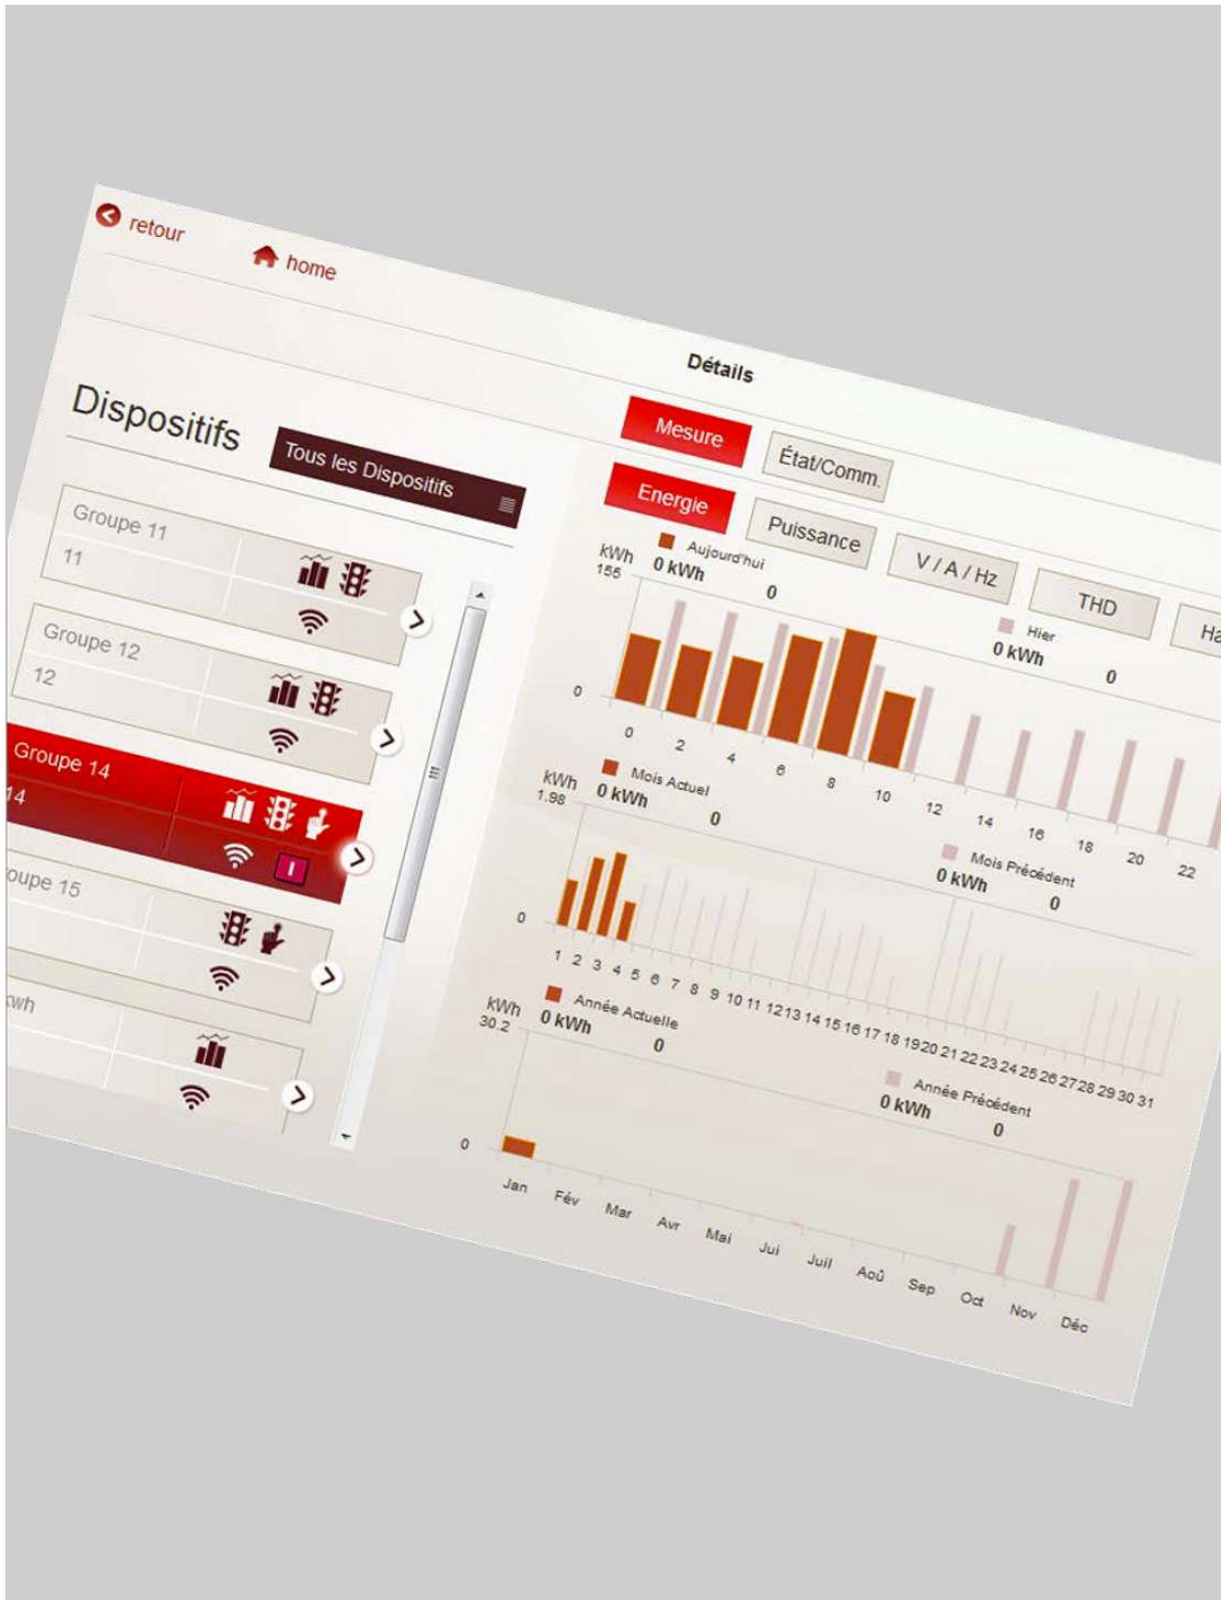 retour
home
Détails
Dispositifs
Tous les Dispositifs
Mesure
État/Comm.
Energie
Puissance
V / A / Hz
THD
Groupe 11
11
Groupe 12
12
Groupe 14
14
oupe 15
kWh
155
Aujourd'hui
0 kWh
0
Hier
0 kWh
0
0
0 2 4 6 8 10 12 14 16 18 20 22
kWh
1.98
Mois Actuel
0 kWh
0
Mois Précédent
0 kWh
0
0
1 2 3 4 5 6 7 8 9 10 11 12 13 14 15 16 17 18 19 20 21 22 23 24 25 26 27 28 29 30 31
kWh
30.2
Année Actuelle
0 kWh
0
Année Précédent
0 kWh
0
0
Jan Fév Mar Avr Mai Jui Juil Aoû Sep Oct Nov Déc